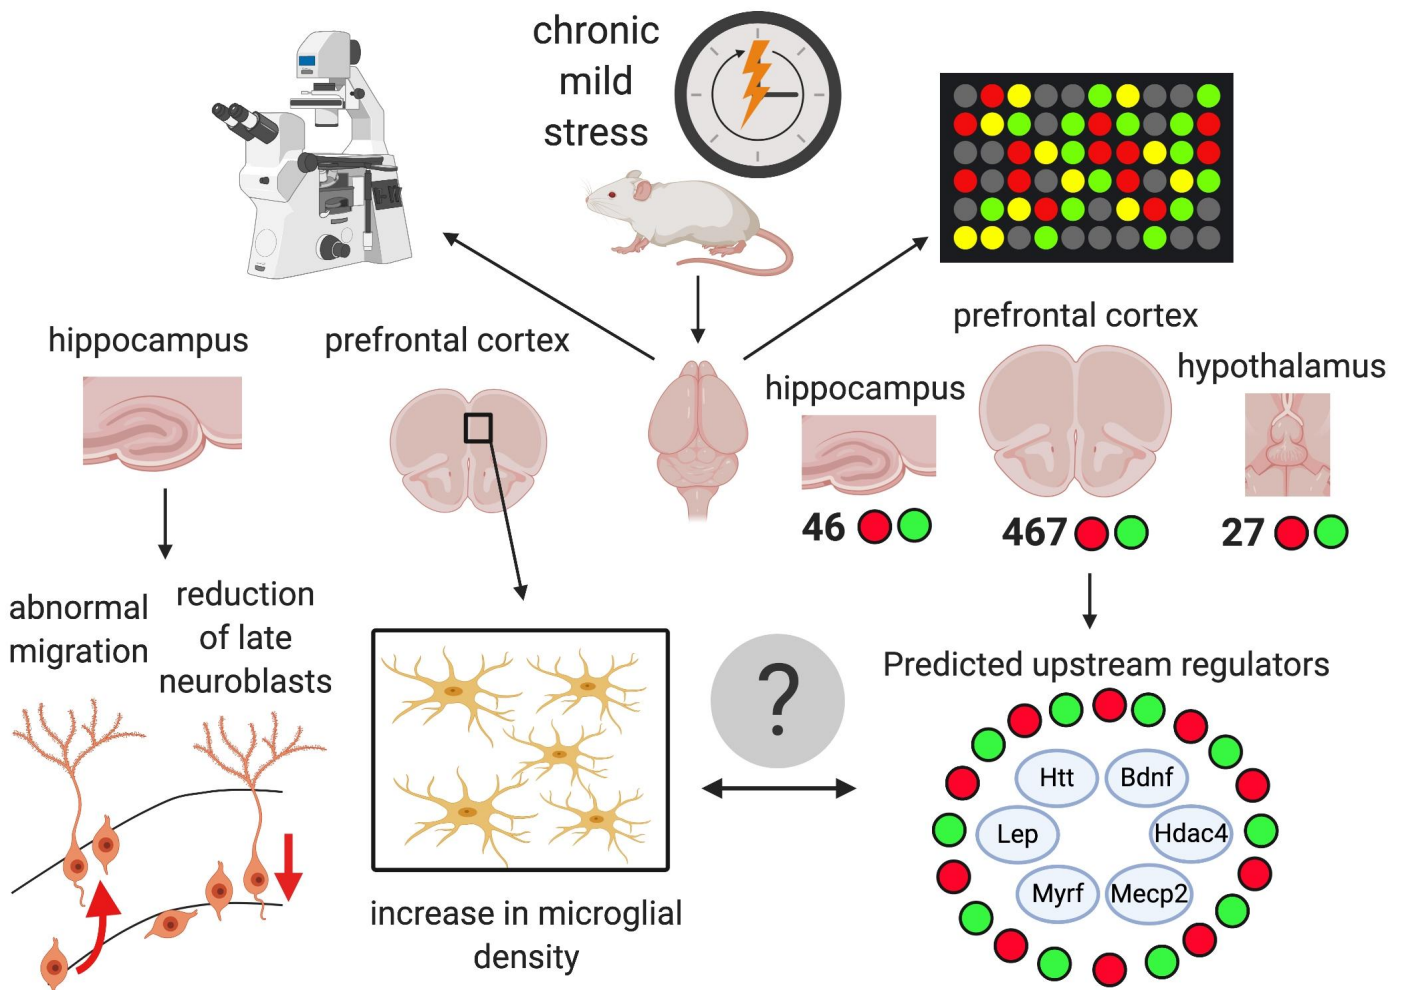 chronic
mild
stress
hippocampus
prefrontal cortex
prefrontal cortex
hippocampus
hypothalamus
46
467
27
abnormal
migration
reduction
of late
neuroblasts
?
Predicted upstream regulators
Htt
Bdnf
Lep
Hdac4
Myrf
Mecp2
increase in microglial
density